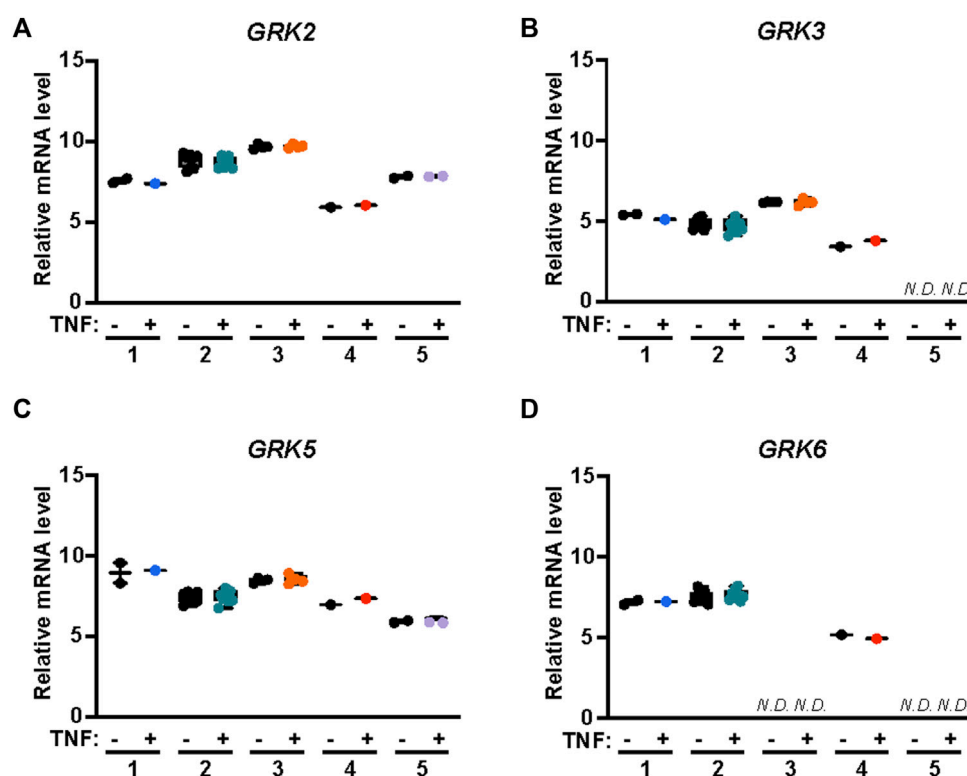 A
GRK2
Relative mRNA level
15
10
5
0
TNF: - + - + - + - + - +
1 2 3 4 5
B
GRK3
Relative mRNA level
15
10
5
0
N.D. N.D
TNF: - + - + - + - + - +
1 2 3 4 5
C
GRK5
Relative mRNA level
15
10
5
0
TNF: - + - + - + - + - +
1 2 3 4 5
D
GRK6
Relative mRNA level
15
10
5
0
N.D. N.D. N.D. N.D
TNF: - + - + - + - + - +
1 2 3 4 5